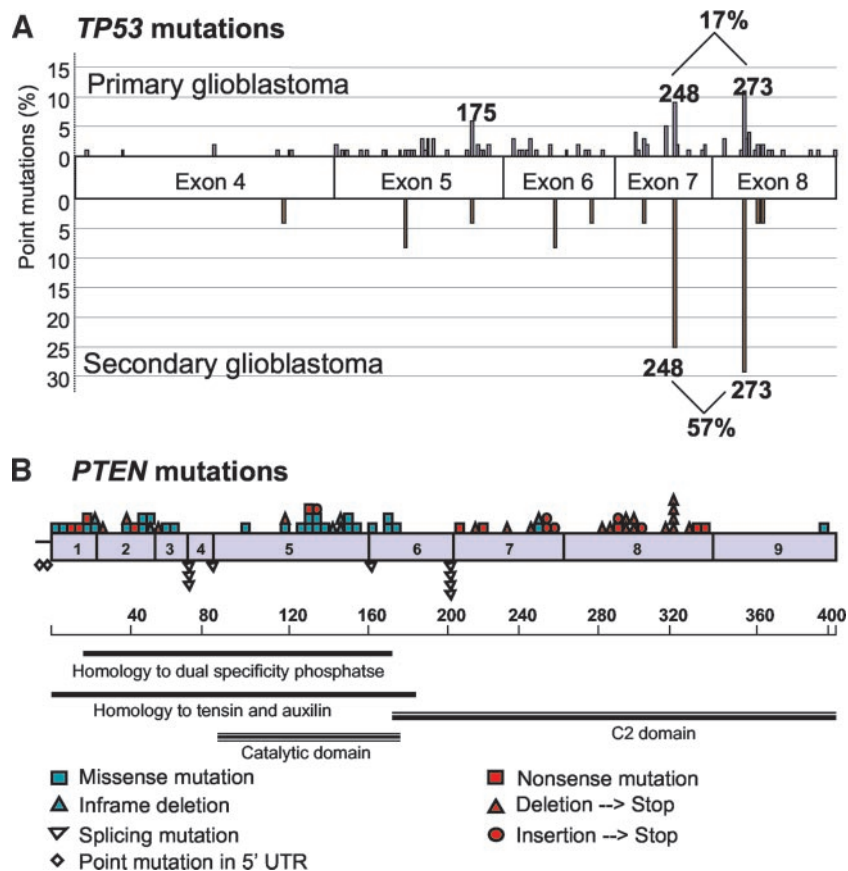 A TP53 mutations
17%
Primary glioblastoma
175
248 273
Point mutations (%)
15
10
5
0
Exon 4 Exon 5 Exon 6 Exon 7 Exon 8
0
5
10
15
20
25
30
Secondary glioblastoma
248 273
57%
B PTEN mutations
1 2 3 4 5 6 7 8 9
40 80 120 160 200 240 280 320 360 400
Homology to dual specificity phosphatse
Homology to tensin and auxilin
C2 domain
Catalytic domain
Missense mutation
Inframe deletion
Splicing mutation
Point mutation in 5' UTR
Nonsense mutation
Deletion --> Stop
Insertion --> Stop